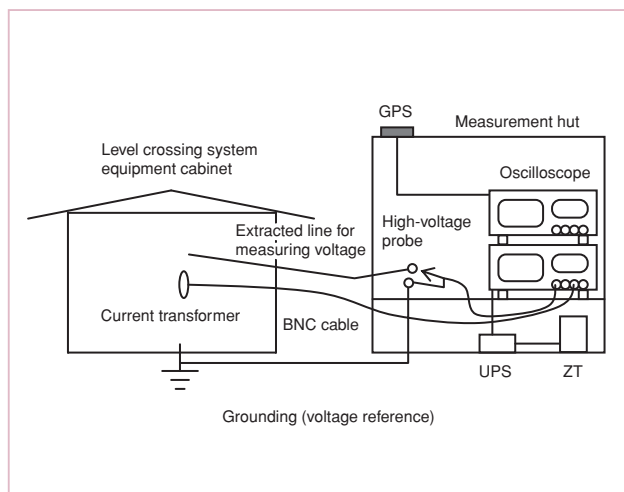 GPS
Measurement hut
Level crossing system
equipment cabinet
Oscilloscope
Extracted line for
measuring voltage
High-voltage
probe
Current transformer
BNC cable
UPS
ZT
Grounding (voltage reference)